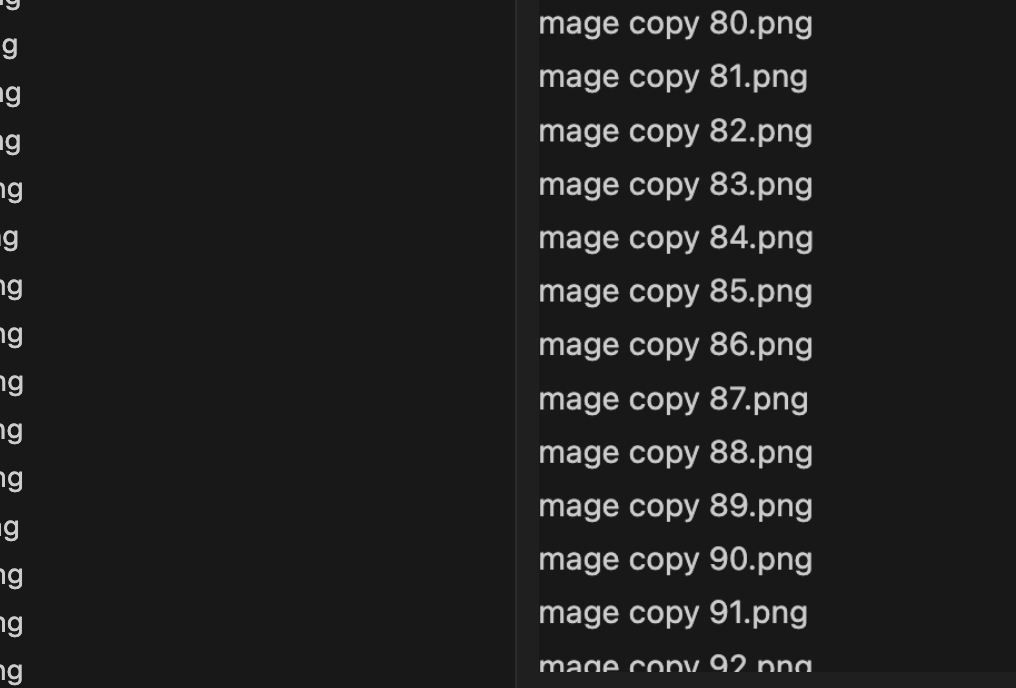 ng
g
ng
ng
ng
ng
ng
ng
ng
ng
ng
ng
ng
ng
ng
mage copy 80.png
mage copy 81.png
mage copy 82.png
mage copy 83.png
mage copy 84.png
mage copy 85.png
mage copy 86.png
mage copy 87.png
mage copy 88.png
mage copy 89.png
mage copy 90.png
mage copy 91.png
mage copy 92.png